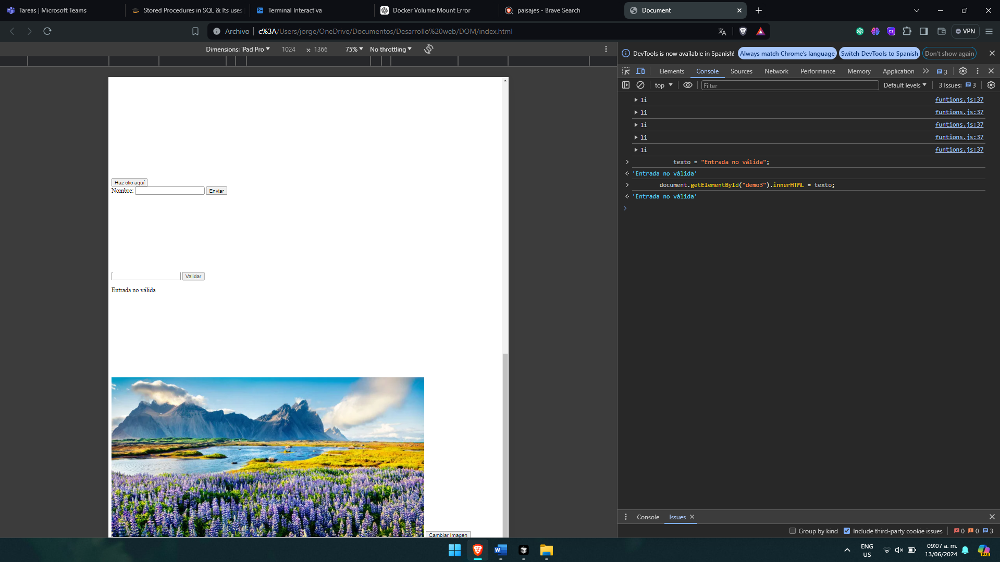 Tareas | Microsoft Teams
Stored Procedures in SQL & Its uses
Terminal Interactiva
Docker Volume Mount Error
paisajes - Brave Search
Document
Archivo
c%3A/Users/jorge/OneDrive/Documentos/Desarrollo%20web/DOM/index.html
VPN
Dimensions: iPad Pro
1024
x
1366
75%
No throttling
Haz clic aquí
Nombre:
Enviar
Validar
Entrada no válida
Cambiar Imagen
DevTools is now available in Spanish!
Always match Chrome's language
Switch DevTools to Spanish
Don't show again
Elements
Console
Sources
Network
Performance
Memory
Application
3
top
Filter
Default levels
3 Issues:
3
li
funtions.js:37
li
funtions.js:37
li
funtions.js:37
li
funtions.js:37
li
funtions.js:37
texto = "Entrada no válida";
'Entrada no válida'
document.getElementById("demo3").innerHTML = texto;
'Entrada no válida'
Console
Issues
Group by kind
Include third-party cookie issues
0
0
3
ENG
US
09:07 a. m.
13/06/2024
PRE